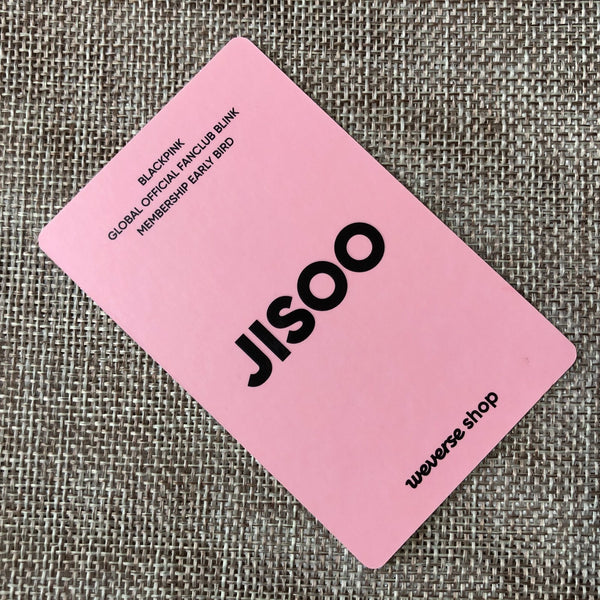 BLACKPINK
GLOBAL OFFICIAL FANCLUB BLINK
MEMBERSHIP EARLY BIRD
JISOO
weverse shop